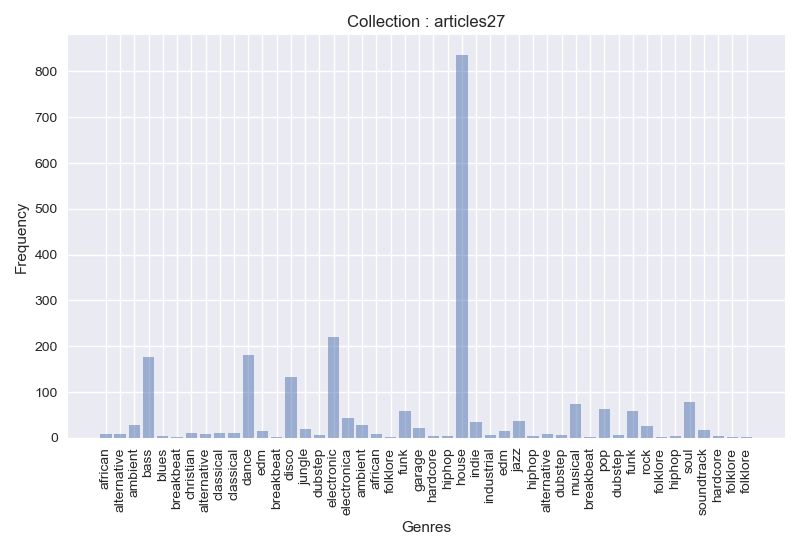 Collection : articles27
Frequency
800
700
600
500
400
300
200
100
0
african
alternative
ambient
bass
blues
breakbeat
christian
alternative
classical
classical
dance
edm
breakbeat
disco
jungle
dubstep
electronic
electronica
ambient
african
folklore
funk
garage
hardcore
hiphop
house
indie
industrial
edm
jazz
hiphop
alternative
dubstep
musical
breakbeat
pop
dubstep
funk
rock
folklore
hiphop
soul
soundtrack
hardcore
folklore
folklore
Genres